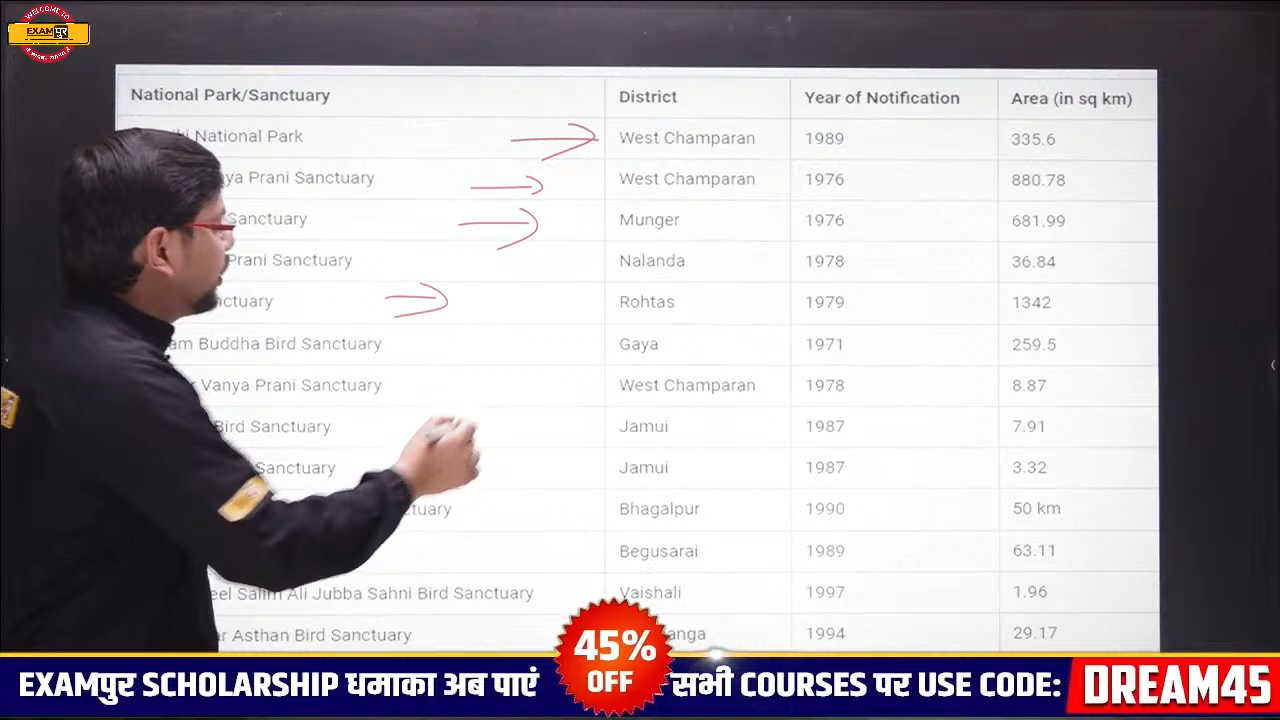 WELCOME TO
EXAMपुर
National Park/Sanctuary District Year of Notification Area (in sq km)
National Park West Champaran 1989 335.6
Prani Sanctuary West Champaran 1976 880.78
Sanctuary Munger 1976 681.99
Prani Sanctuary Nalanda 1978 36.84
Rohtas 1979 1342
Buddha Bird Sanctuary Gaya 1971 259.5
Vanya Prani Sanctuary West Champaran 1978 8.87
Bird Sanctuary Jamui 1987 7.91
Sanctuary Jamui 1987 3.32
Bhagalpur 1990 50 km
Begusarai 1989 63.11
Salim Ali Jubba Sahni Bird Sanctuary Vaishali 1997 1.96
Asthan Bird Sanctuary 1994 29.17
45%
OFF
EXAMपुर SCHOLARSHIP धमाका अब पाएं सभी COURSES पर USE CODE: DREAM45